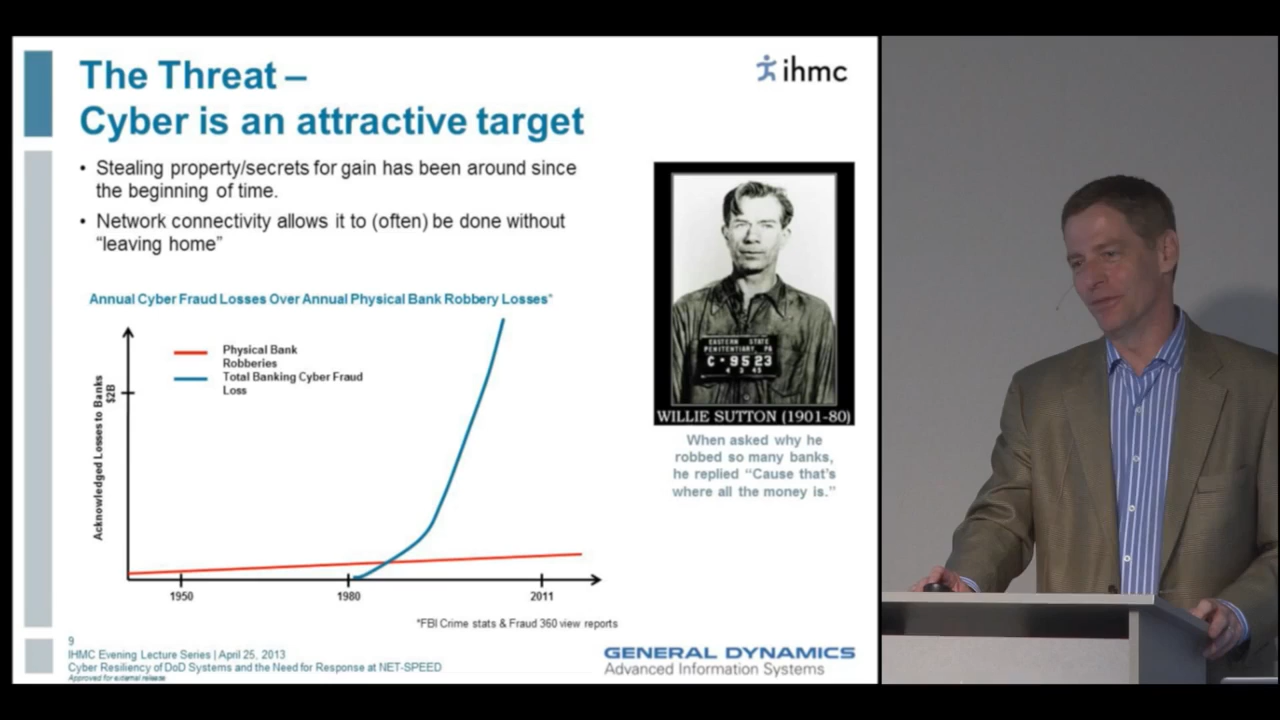 The Threat –
Cyber is an attractive target
ihmc
• Stealing property/secrets for gain has been around since
the beginning of time.
• Network connectivity allows it to (often) be done without
“leaving home”
Annual Cyber Fraud Losses Over Annual Physical Bank Robbery Losses*
Physical Bank
Robberies
Total Banking Cyber Fraud
Loss
Acknowledged Losses to Banks
$2B
1950
1980
2011
*FBI Crime stats & Fraud 360 view reports
EASTERN STATE
PENITENTIARY, PA
C-9523
WILLIE SUTTON (1901-80)
When asked why he
robbed so many banks,
he replied “Cause that’s
where all the money is.”
9
IHMC Evening Lecture Series | April 25, 2013
Cyber Resiliency of DoD Systems and the Need for Response at NET-SPEED
Approved for external release
GENERAL DYNAMICS
Advanced Information Systems